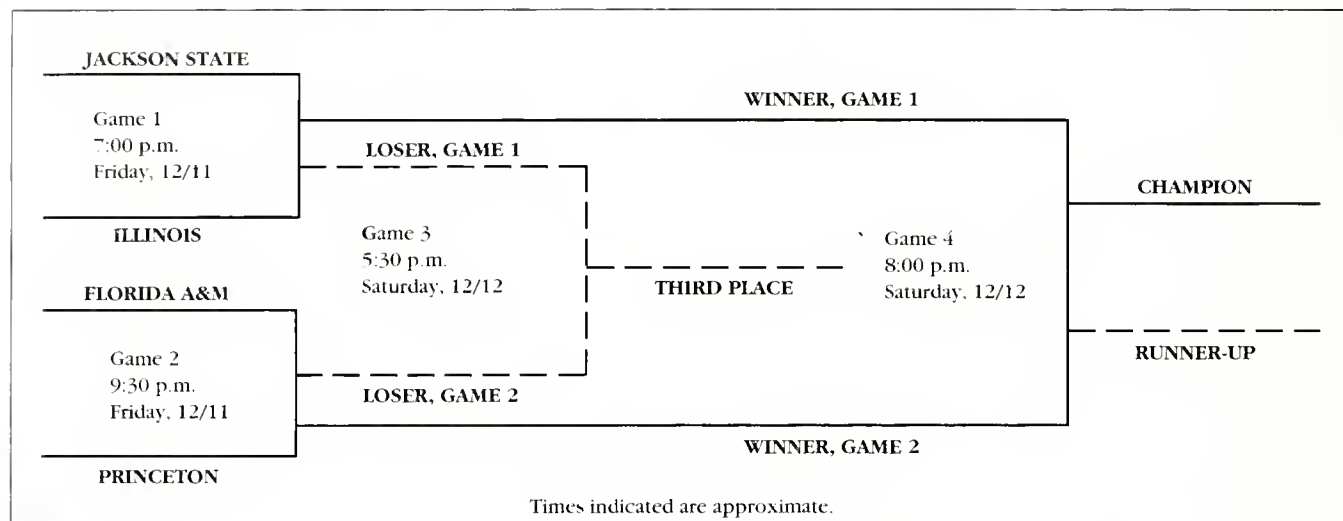 JACKSON STATE
Game 1
7:00 p.m.
Friday, 12/11
ILLINOIS
FLORIDA A&M
Game 2
9:30 p.m.
Friday, 12/11
PRINCETON
WINNER, GAME 1
LOSER, GAME 1
Game 3
5:30 p.m.
Saturday, 12/12
LOSER, GAME 2
THIRD PLACE
WINNER, GAME 2
Game 4
8:00 p.m.
Saturday, 12/12
CHAMPION
RUNNER-UP
Times indicated are approximate.